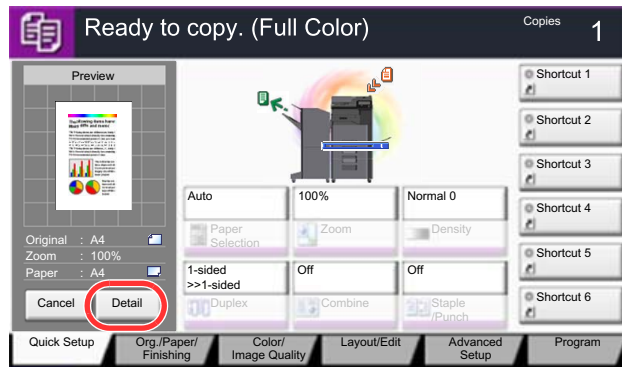 Ready to copy. (Full Color)
Copies
1
Preview
Original : A4
Zoom : 100%
Paper : A4
Cancel
Detail
Auto
Paper
Selection
100%
Zoom
Normal 0
Density
1-sided
>>1-sided
Duplex
Off
Combine
Off
Staple
/Punch
Shortcut 1
Shortcut 2
Shortcut 3
Shortcut 4
Shortcut 5
Shortcut 6
Quick Setup
Org./Paper/
Finishing
Color/
Image Quality
Layout/Edit
Advanced
Setup
Program